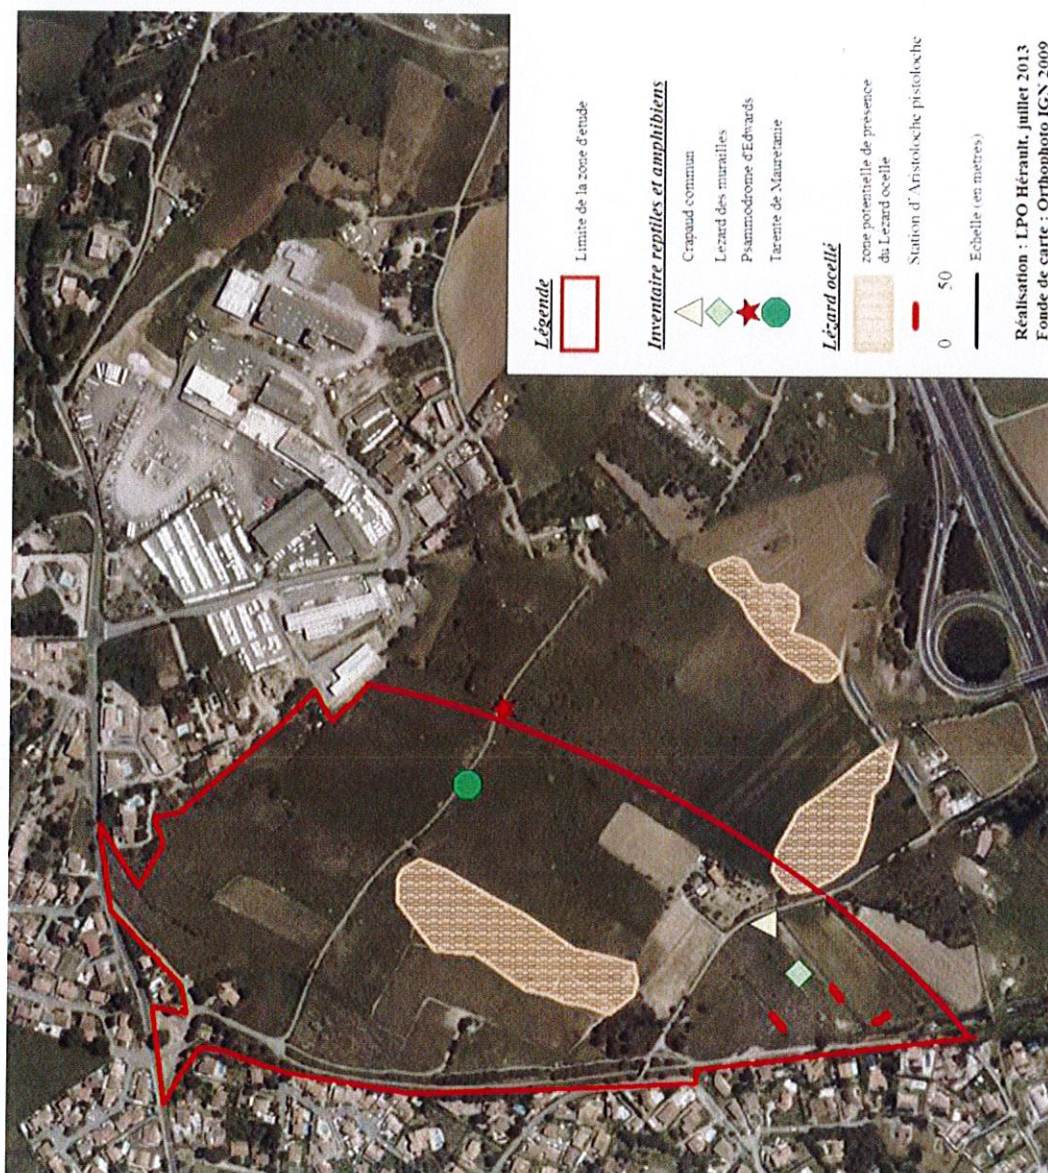 Légende
Limite de la zone d'etude
Inventaire reptiles et amphibiens
Crapaud commun
Lezard des murailles
Psammodrome d'Edwards
Tarente de Mauretanie
Lézard ocellé
zone potentielle de présence
du Lezard ocelle
Station d'Aristoloche pistoloche
0 50
Echelle (en metres)
Réalisation : LPO Hérault, juillet 2013
Fonde de carte : Orthophoto IGN 2009